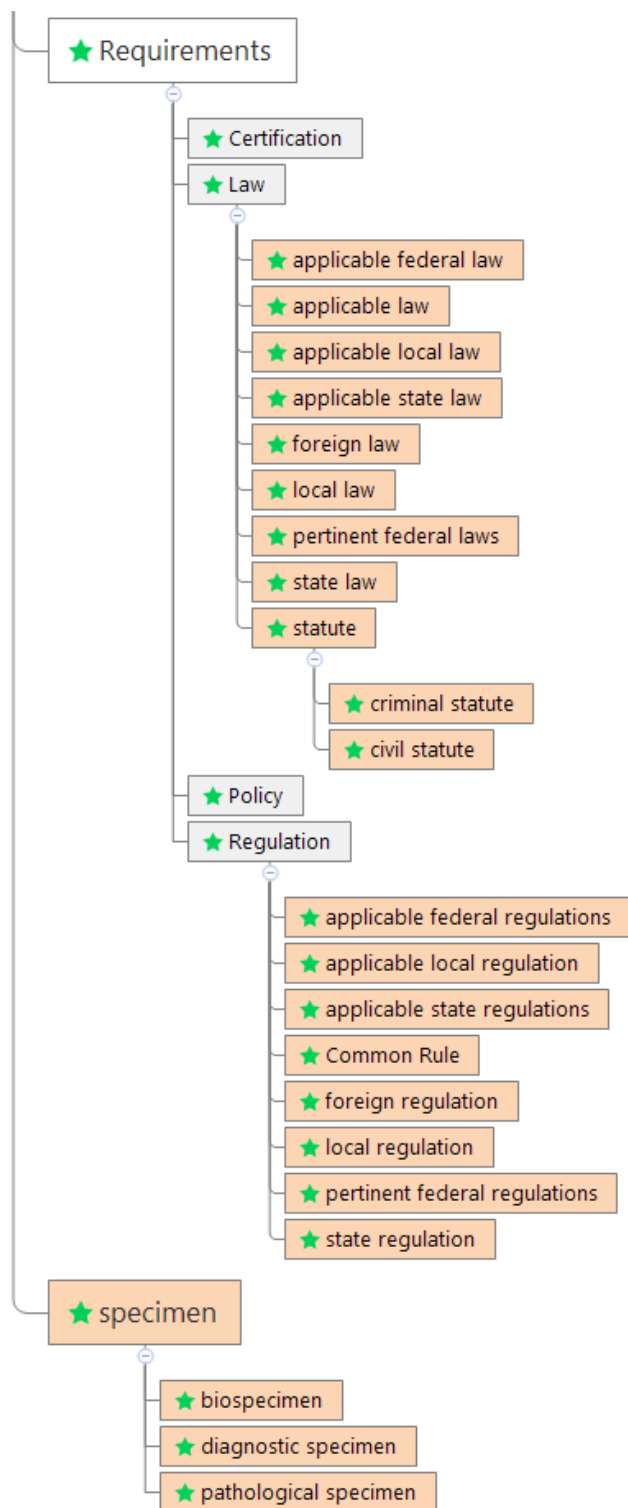 Requirements
Certification
Law
applicable federal law
applicable law
applicable local law
applicable state law
foreign law
local law
pertinent federal laws
state law
statute
criminal statute
civil statute
Policy
Regulation
applicable federal regulations
applicable local regulation
applicable state regulations
Common Rule
foreign regulation
local regulation
pertinent federal regulations
state regulation
specimen
biospecimen
diagnostic specimen
pathological specimen